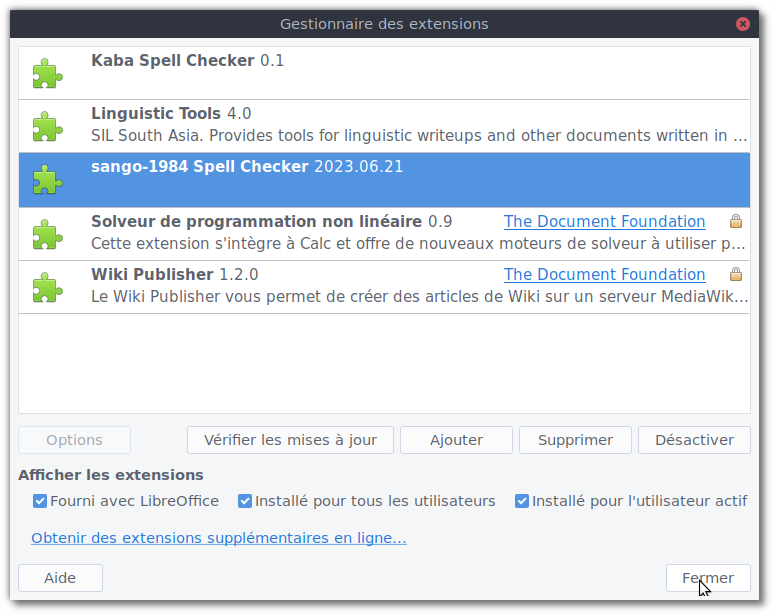 Gestionnaire des extensions
Kaba Spell Checker 0.1
Linguistic Tools 4.0
SIL South Asia. Provides tools for linguistic writeups and other documents written in ...
sango-1984 Spell Checker 2023.06.21
Solveur de programmation non linéaire 0.9 The Document Foundation
Cette extension s'intègre à Calc et offre de nouveaux moteurs de solveur à utiliser p...
Wiki Publisher 1.2.0 The Document Foundation
Le Wiki Publisher vous permet de créer des articles de Wiki sur un serveur MediaWik...
Options Vérifier les mises à jour Ajouter Supprimer Désactiver
Afficher les extensions
Fourni avec LibreOffice Installé pour tous les utilisateurs Installé pour l'utilisateur actif
Obtenir des extensions supplémentaires en ligne...
Aide Fermer